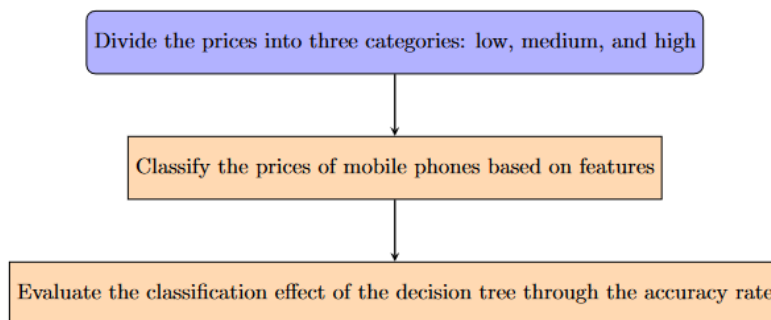 Divide the prices into three categories: low, medium, and high
Classify the prices of mobile phones based on features
Evaluate the classification effect of the decision tree through the accuracy rate